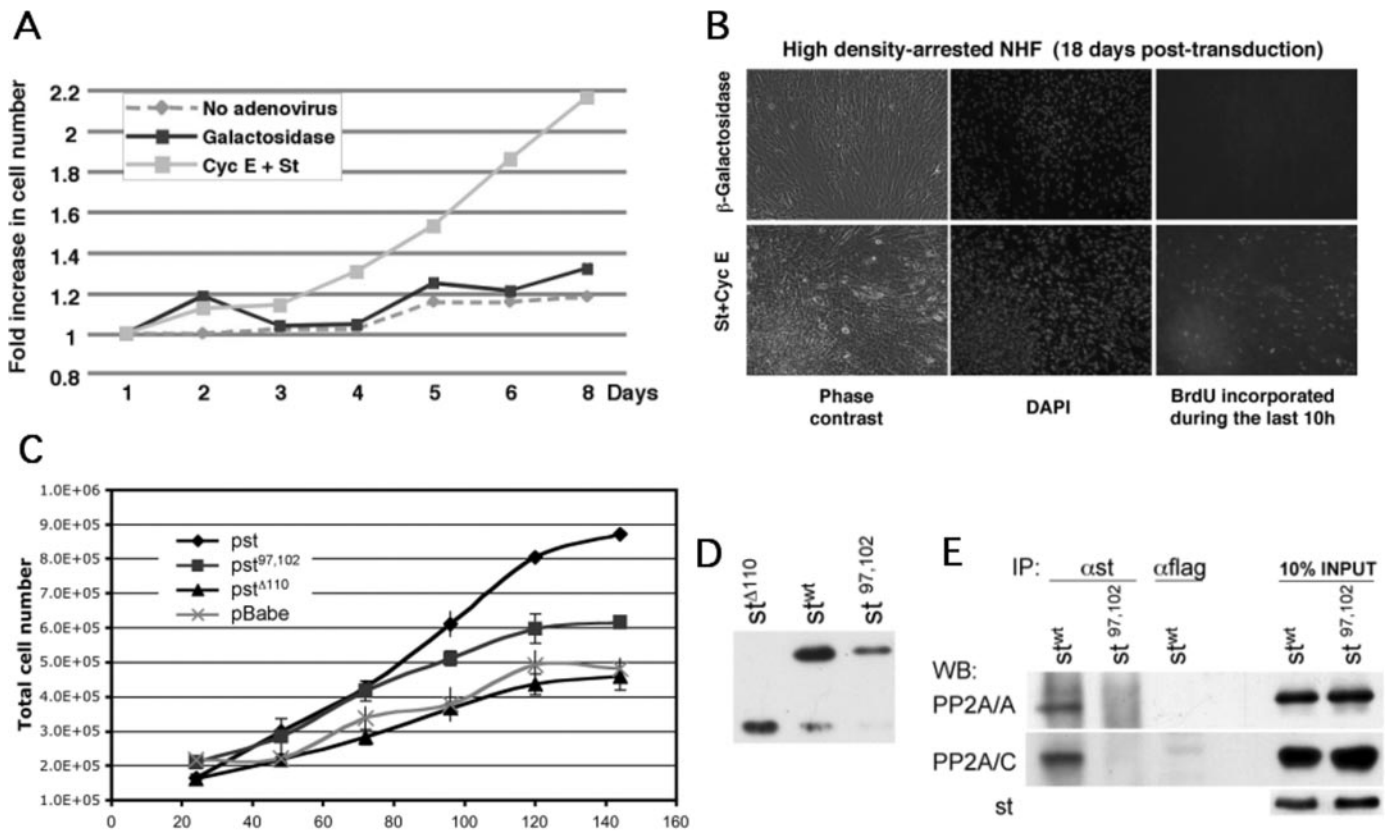 A
Fold increase in cell number
2.2
2
1.8
1.6
1.4
1.2
1
0.8
No adenovirus
Galactosidase
Cyc E + St
1 2 3 4 5 6 8 Days
B
High density-arrested NHF (18 days post-transduction)
β-Galactosidase
St+Cyc E
Phase contrast
DAPI
BrdU incorporated
during the last 10h
C
Total cell number
1.0E+06
9.0E+05
8.0E+05
7.0E+05
6.0E+05
5.0E+05
4.0E+05
3.0E+05
2.0E+05
1.0E+05
pst
pst97,102
pstΔ110
pBabe
0 20 40 60 80 100 120 140 160
D
stΔ110
stwt
st 97,102
E
IP: αst αflag 10% INPUT
stwt st 97,102 stwt stwt st 97,102
WB:
PP2A/A
PP2A/C
st